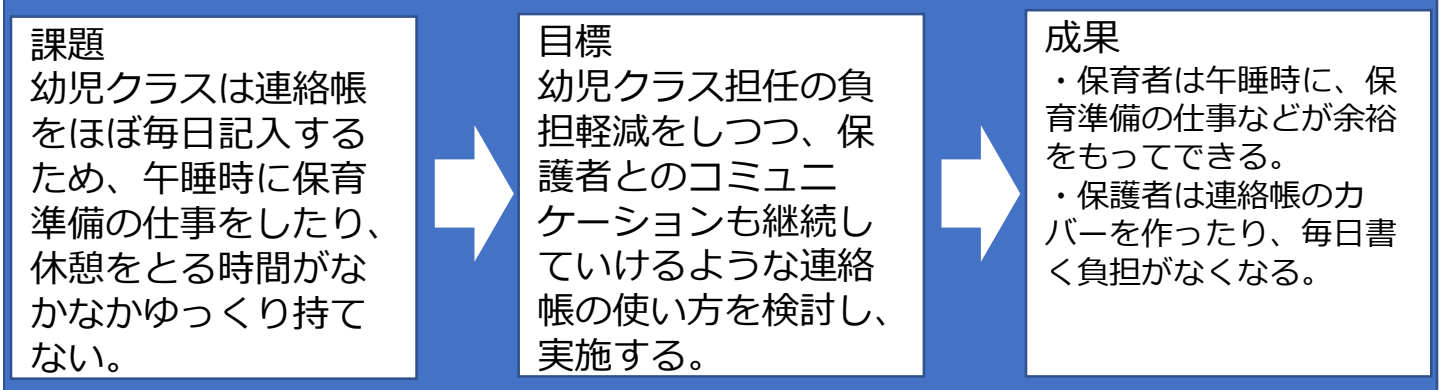 課題
幼児クラスは連絡帳
をほぼ毎日記入する
ため、午睡時に保育
準備の仕事をしたり、
休憩をとる時間がな
かなかゆっくり持て
ない。
目標
幼児クラス担任の負
担軽減をしつつ、保
護者とのコミュニ
ケーションも継続し
ていけるような連絡
帳の使い方を検討し、
実施する。
成果
・保育者は午睡時に、保
育準備の仕事などが余裕
をもってできる。
・保護者は連絡帳のカ
バーを作ったり、毎日書
く負担がなくなる。